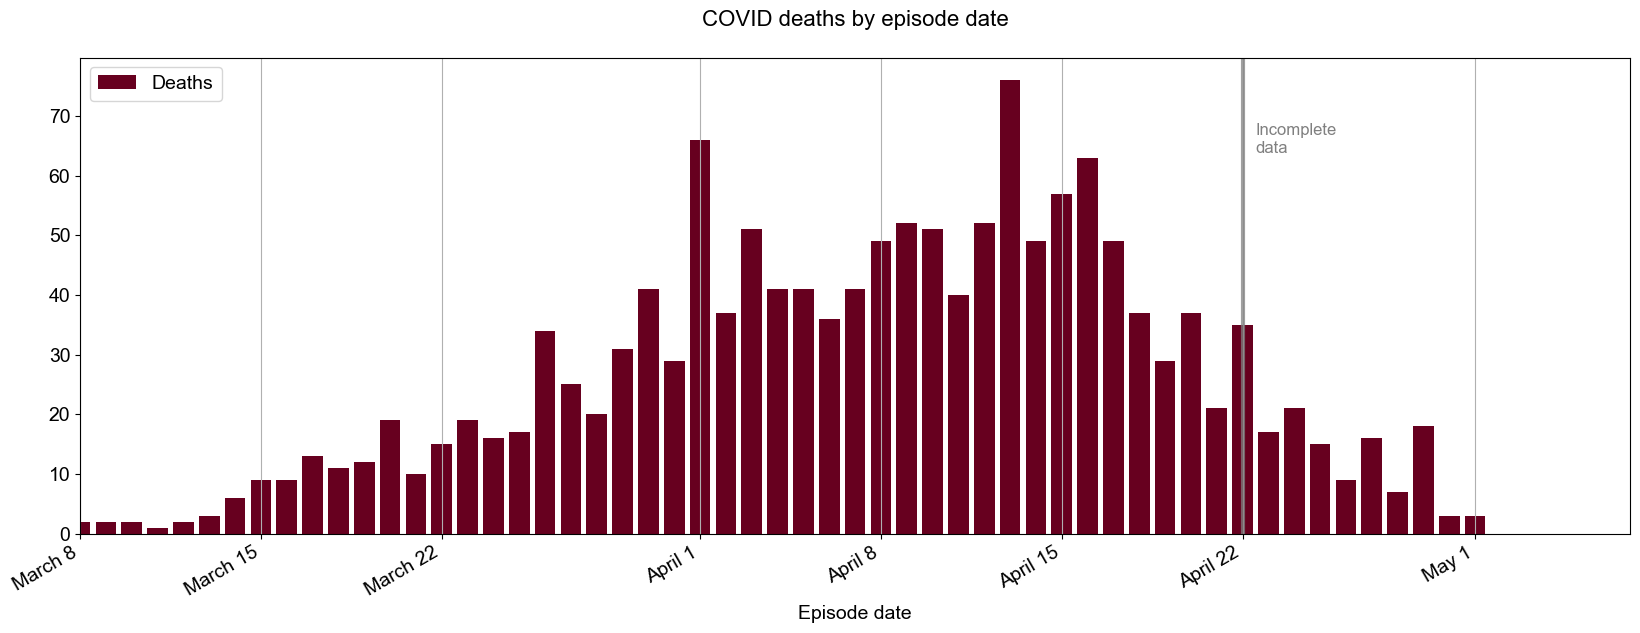 COVID deaths by episode date
Deaths
70
60
50
40
30
20
10
0
Incomplete
data
March 8
March 15
March 22
April 1
April 8
April 15
April 22
May 1
Episode date